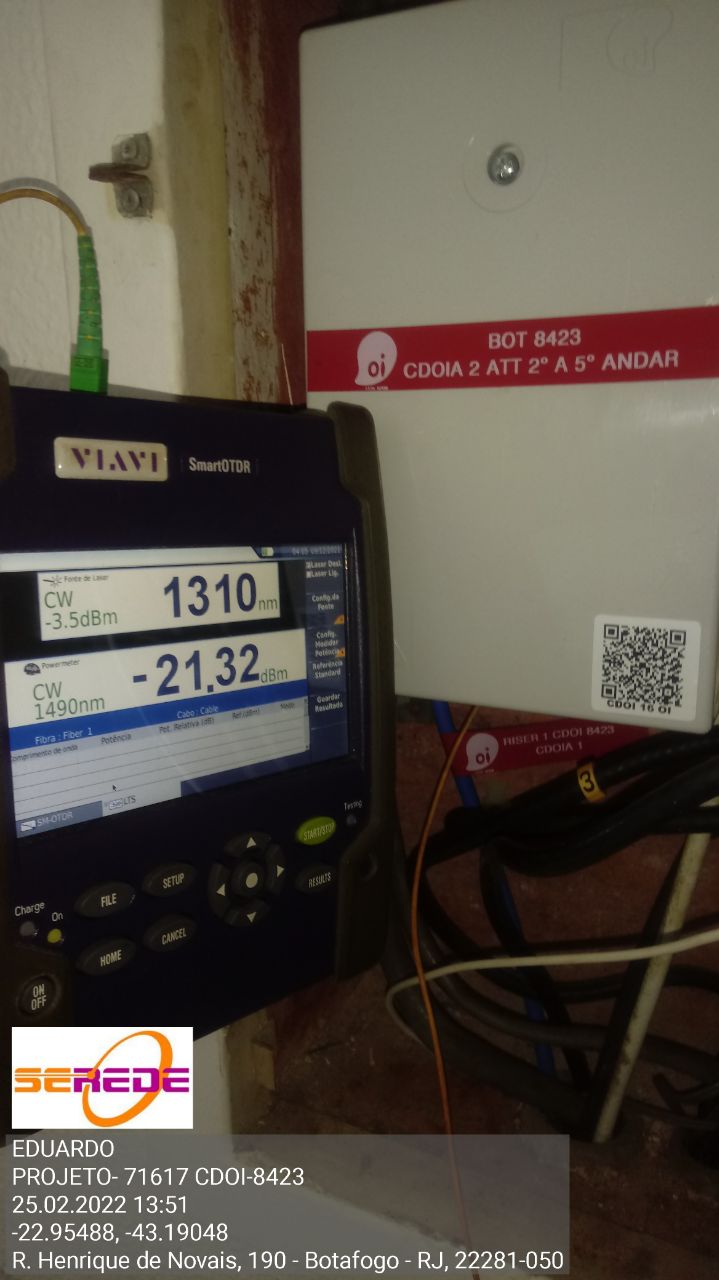 oi
BOT 8423
CDOIA 2 ATT 2º A 5º ANDAR
VIAVI
SmartOTDR
Fonte de Laser
CW
-3.5dBm
1310nm
Laser Desl.
Laser Lig.
Config.da
Fonte
Config.
Medidor
Potência
Referência
Standard
Guardar
Resultado
Powermeter
CW
1490nm
-21.32dBm
Fibra : Fiber 1
Cabo : Cable
omprimento de onda
Potência
Pot. Relativa (dB)
Ref.(dBm)
Modo
SM-OTDR
LTS
CDOI 16 OI
oi
RISER 1 CDOI 8423
CDOIA 1
3
Testing
START/STOP
FILE
SETUP
RESULTS
Charge
On
HOME
CANCEL
ON
OFF
SEREDE
EDUARDO
PROJETO- 71617 CDOI-8423
25.02.2022 13:51
-22.95488, -43.19048
R. Henrique de Novais, 190 - Botafogo - RJ, 22281-050